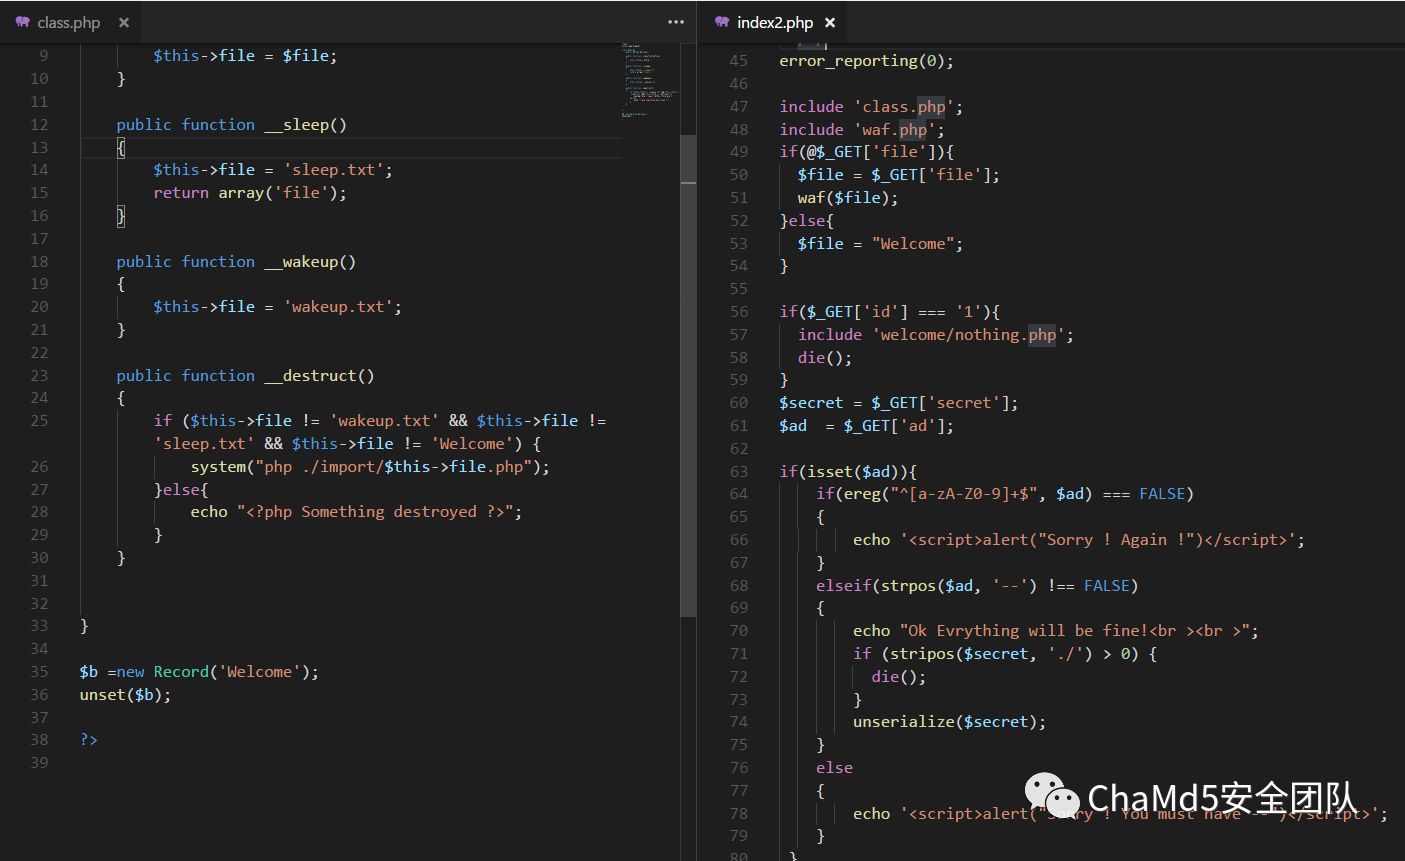 class.php
9 $this->file = $file;
10 }
11
12 public function __sleep()
13 {
14 $this->file = 'sleep.txt';
15 return array('file');
16 }
17
18 public function __wakeup()
19 {
20 $this->file = 'wakeup.txt';
21 }
22
23 public function __destruct()
24 {
25 if ($this->file != 'wakeup.txt' && $this->file !=
'sleep.txt' && $this->file != 'Welcome') {
26 system("php ./import/$this->file.php");
27 }else{
28 echo "<?php Something destroyed ?>";
29 }
30 }
31
32
33 }
34
35 $b =new Record('Welcome');
36 unset($b);
37
38 ?>
39
index2.php
45 error_reporting(0);
46
47 include 'class.php';
48 include 'waf.php';
49 if(@$_GET['file']){
50 $file = $_GET['file'];
51 waf($file);
52 }else{
53 $file = "Welcome";
54 }
55
56 if($_GET['id'] === '1'){
57 include 'welcome/nothing.php';
58 die();
59 }
60 $secret = $_GET['secret'];
61 $ad = $_GET['ad'];
62
63 if(isset($ad)){
64 if(ereg("^[a-zA-Z0-9]+$", $ad) === FALSE)
65 {
66 echo '<script>alert("Sorry ! Again !")</script>';
67 }
68 elseif(strpos($ad, '--') !== FALSE)
69 {
70 echo "Ok Evrything will be fine!<br ><br >";
71 if (stripos($secret, './') > 0) {
72 die();
73 }
74 unserialize($secret);
75 }
76 else
77 {
78 echo '<script>alert("Sorry ! You must have --")</script>';
79 }
80 }
ChaMd5安全团队